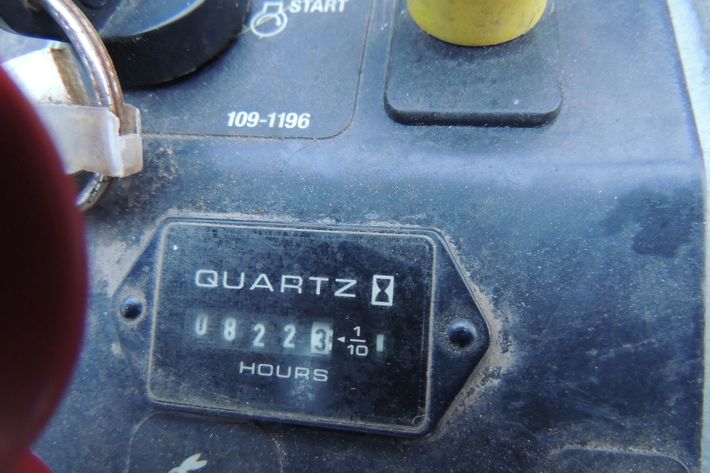 START
109-1196
QUARTZ
08223 1/10
HOURS